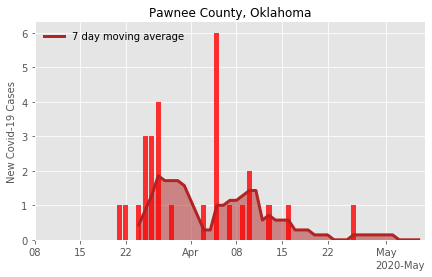 Pawnee County, Oklahoma
7 day moving average
New Covid-19 Cases
6
5
4
3
2
1
0
08 15 22 Apr 08 15 22 May
2020-May